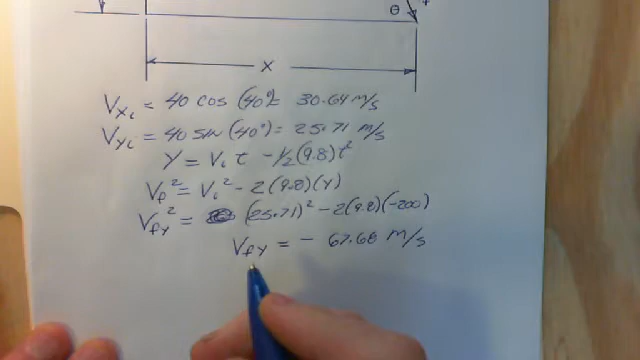 θ
X
Vxi = 40 cos (40°)= 30.64 m/s
Vyi = 40 sin (40°) = 25.71 m/s
Y = Vi t - 1/2 (9.8) t²
Vf² = Vi² - 2(9.8)(Y)
Vfy² = (25.71)² - 2(9.8)(-200)
Vfy = - 67.68 m/s